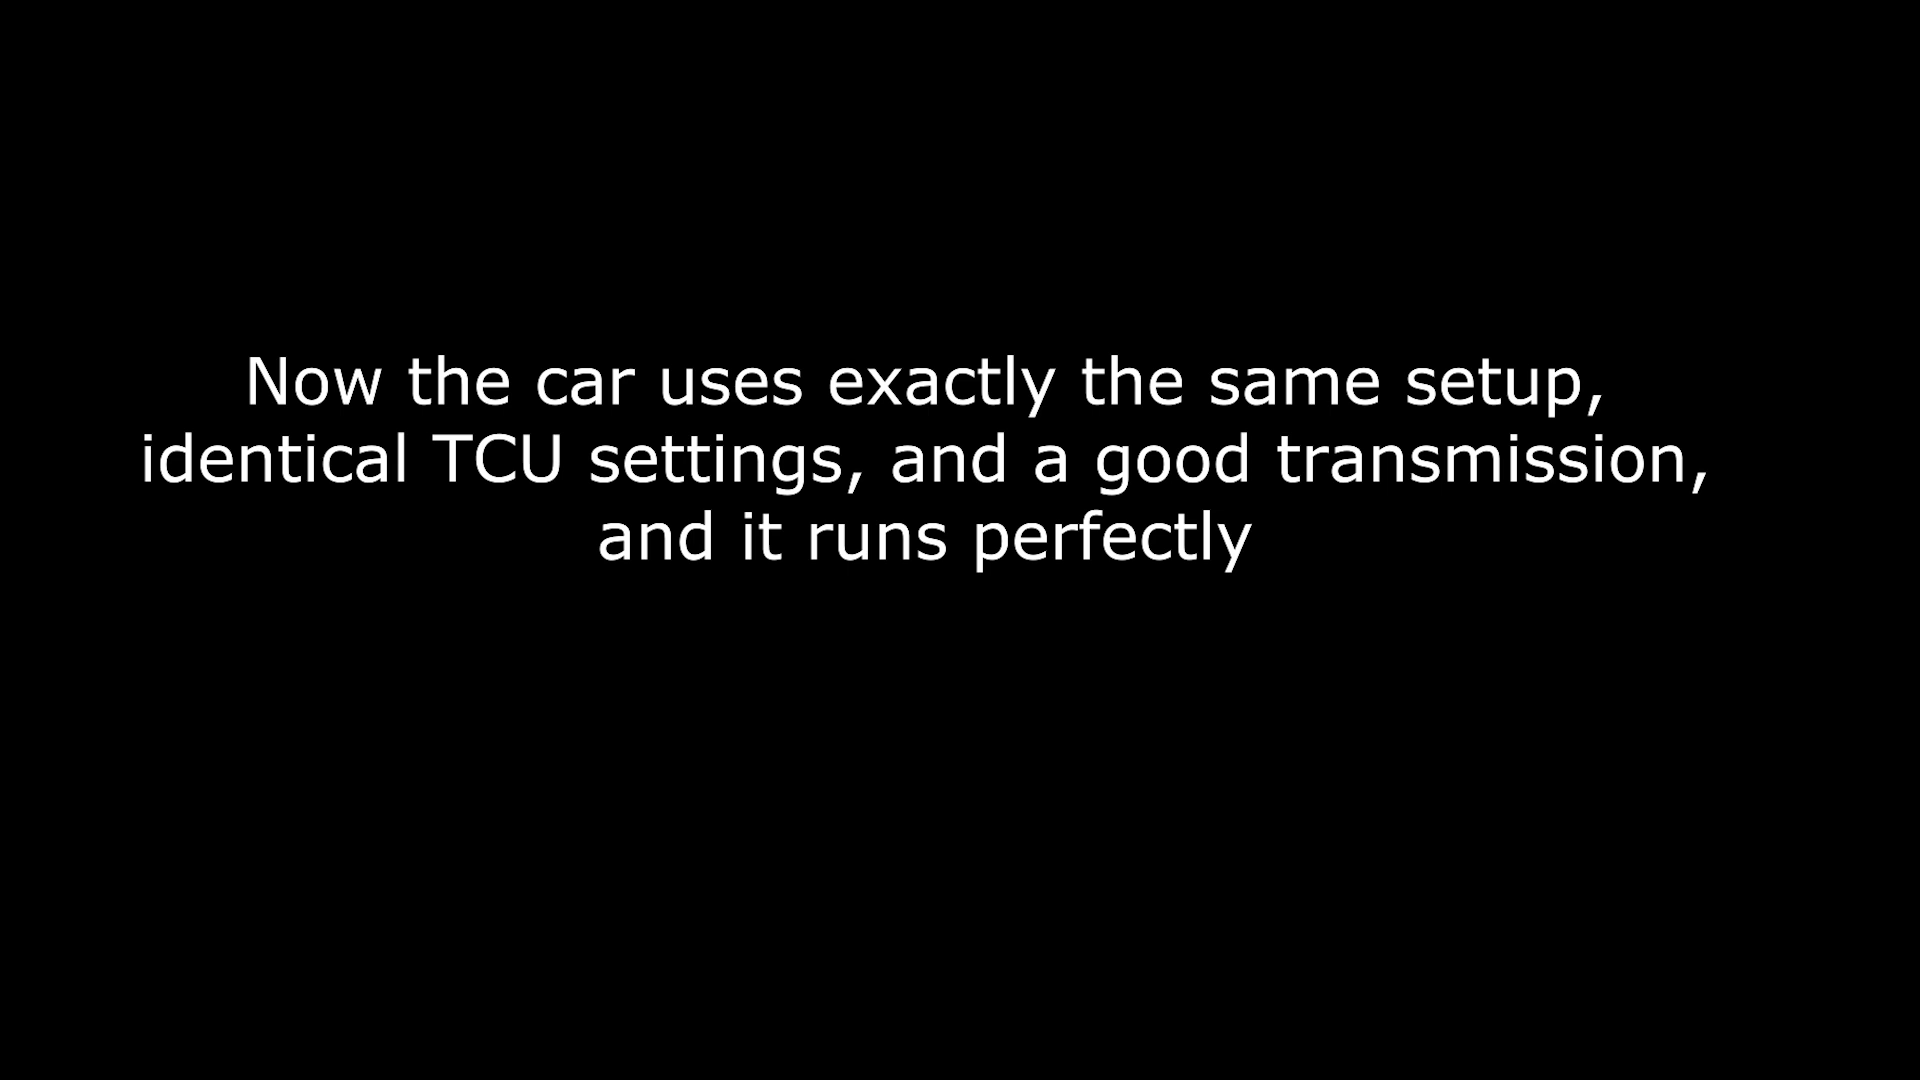 Now the car uses exactly the same setup,
identical TCU settings, and a good transmission,
and it runs perfectly